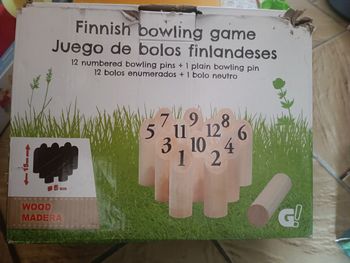 Finnish bowling game
Juego de bolos finlandeses
12 numbered bowling pins + 1 plain bowling pin
12 bolos enumerados + 1 bolo neutro
7 9
5 11 12 8 6
3 10 4
1 2
WOOD
MADERA
G!